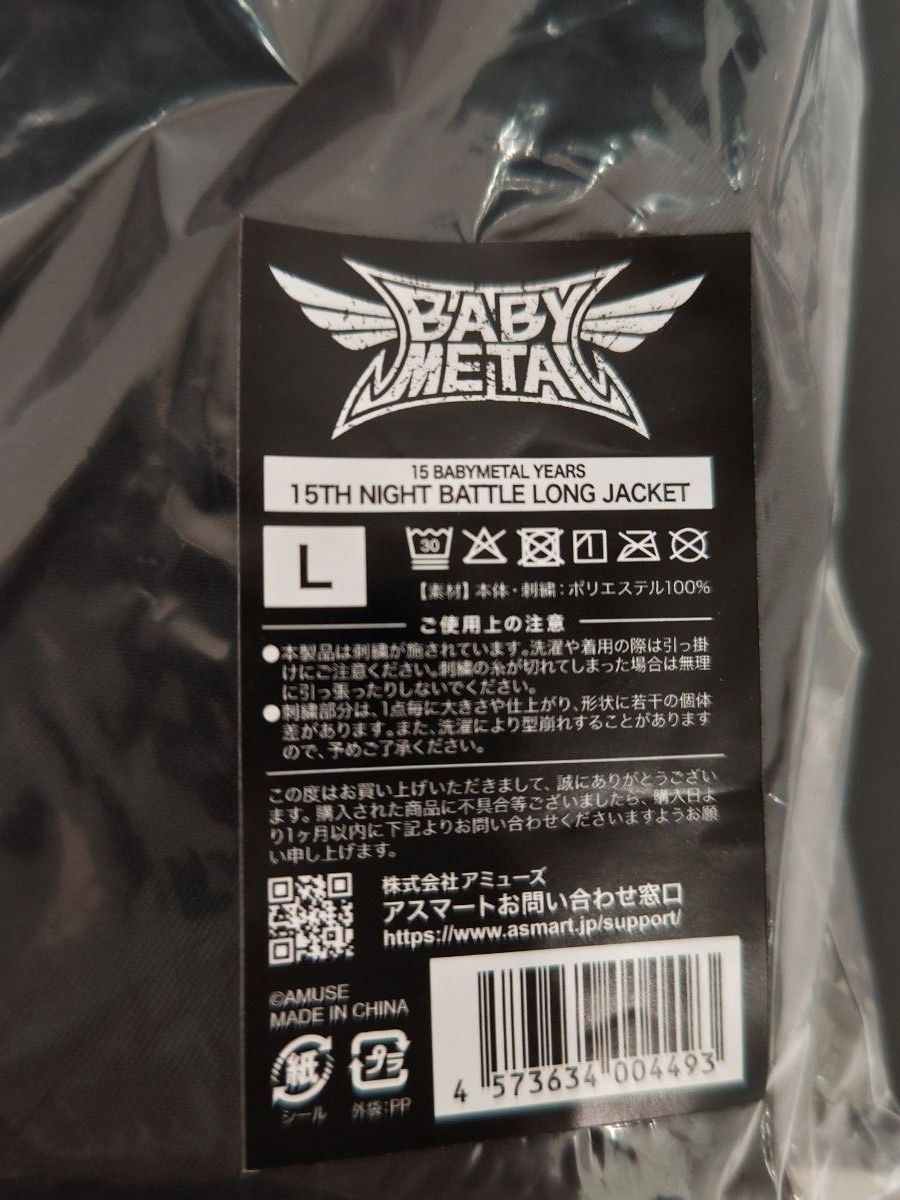 BABY
METAL
15 BABYMETAL YEARS
15TH NIGHT BATTLE LONG JACKET
L
30
1
【素材】本体・刺繍：ポリエステル100%
ご使用上の注意
●本製品は刺繍が施されています。洗濯や着用の際は引っ掛
けにご注意ください。刺繍の糸が切れてしまった場合は無理
に引っ張ったりしないでください。
●刺繍部分は、1点毎に大きさや仕上がり、形状に若干の個体
差があります。また、洗濯により型崩れすることがあります
ので、予めご了承ください。
この度はお買い上げいただきまして、誠にありがとうござい
ます。購入された商品に不具合等ございましたら、購入日よ
り1ヶ月以内に下記よりお問い合わせくださいますようお願
い申し上げます。
株式会社アミューズ
アスマートお問い合わせ窓口
https://www.asmart.jp/support/
©AMUSE
MADE IN CHINA
紙
シール
プラ
外袋：PP
4 573634 004493